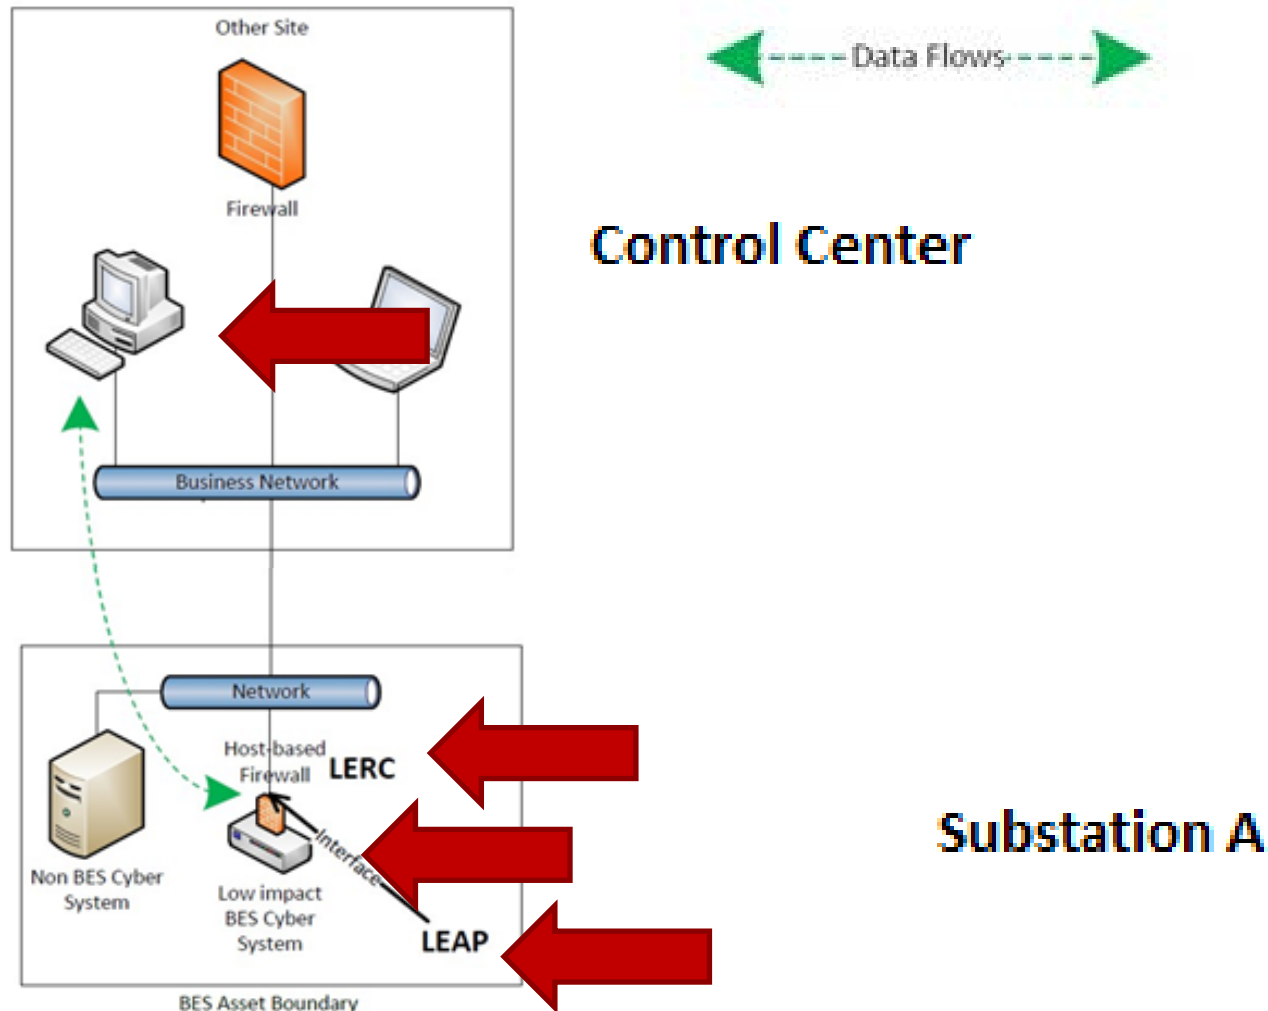 Other Site
Data Flows
Firewall
Control Center
Business Network
Network
Host-based
Firewall
LERC
Interface
Substation A
Non BES Cyber
System
Low impact
BES Cyber
System
LEAP
BES Asset Boundary